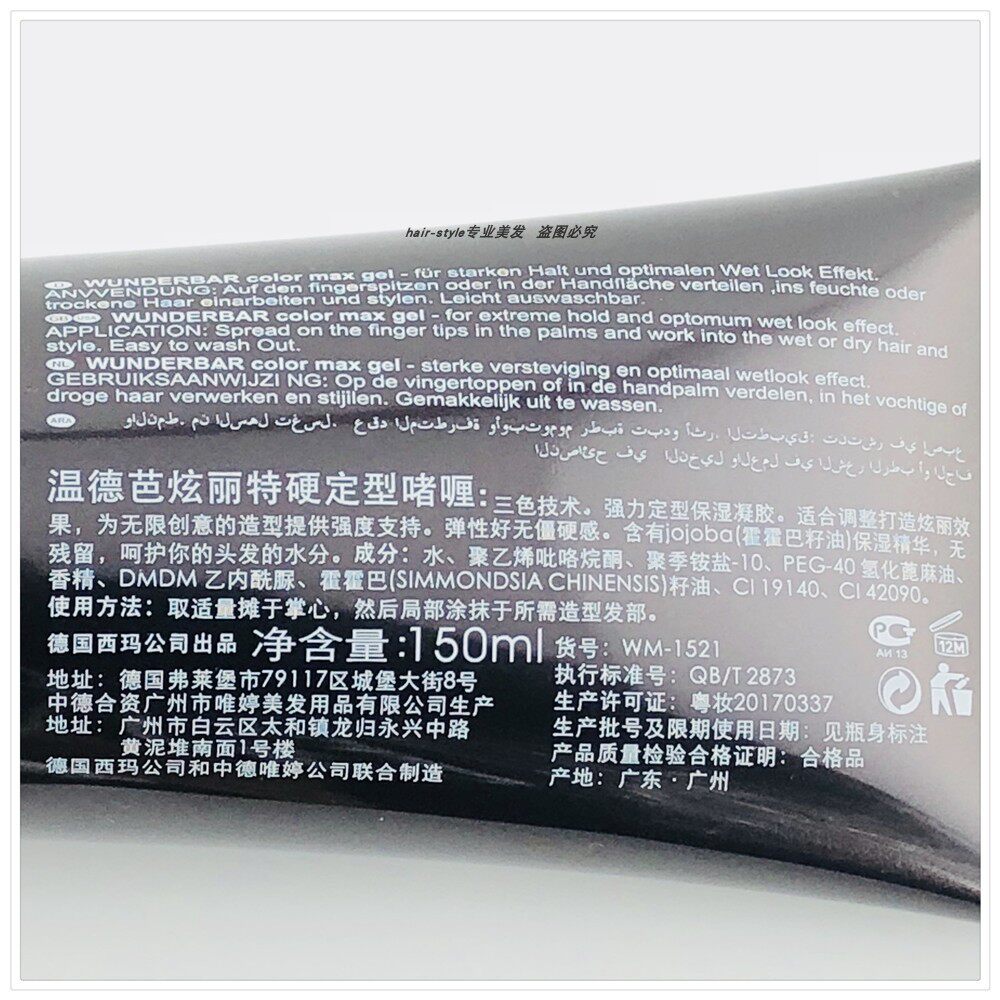 hair-style专业美发 盗图必究
D WUNDERBAR color max gel - für starken Halt und optimalen Wet Look Effekt.
ANVVENDUNG: Auf den fingerspitzen oder in der Handfläche verteilen ,ins feuchte oder
trockene Haar einarbeiten und stylen. Leicht auswaschbar.
GB USA WUNDERBAR color max gel - for extreme hold and optomum wet look effect.
APPLICATION: Spread on the finger tips in the palms and work into the wet or dry hair and
style. Easy to wash Out.
NL WUNDERBAR color max gel - sterke versteviging en optimaal wetlook effect.
GEBRUIKSAANWIJZI NG: Op de vingertoppen of in de handpalm verdelen, in het vochtige of
droge haar verwerken en stijilen. Gemakkelijk uit te wassen.
ARA
温德芭炫丽特硬定型啫喱:三色技术。强力定型保湿凝胶。适合调整打造炫丽效
果，为无限创意的造型提供强度支持。弹性好无僵硬感。含有jojoba(霍霍巴籽油)保湿精华，无
残留，呵护你的头发的水分。成分：水、聚乙烯吡咯烷酮、聚季铵盐-10、PEG-40氢化蓖麻油、
香精、DMDM 乙内酰脲、霍霍巴(SIMMONDSIA CHINENSIS)籽油、CI 19140、CI 42090。
使用方法：取适量摊于掌心，然后局部涂抹于所需造型发部。
德国西玛公司出品 净含量:150ml 货号：WM-1521
地址：德国弗莱堡市79117区城堡大街8号
中德合资广州市唯婷美发用品有限公司生产
地址：广州市白云区太和镇龙归永兴中路
黄泥堆南面1号楼
德国西玛公司和中德唯婷公司联合制造
执行标准号：QB/T 2873
生产许可证：粤妆20170337
生产批号及限期使用日期：见瓶身标注
产品质量检验合格证明：合格品
产地：广东·广州
PCT
АИ 13
12M